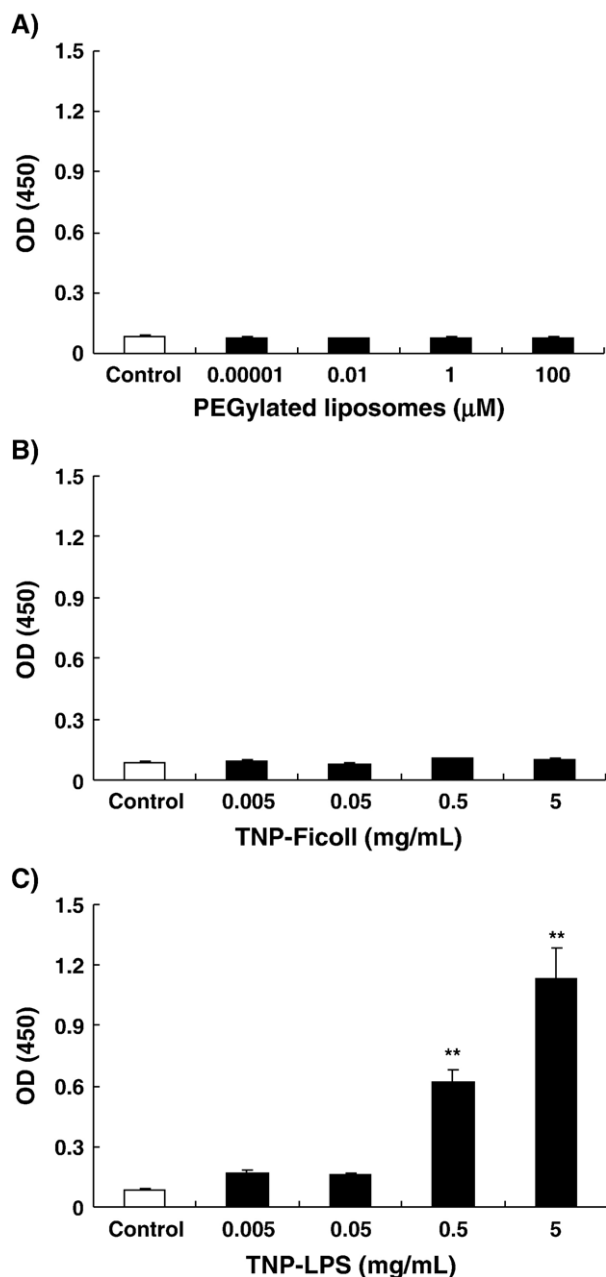 A)
1.5
1.2
0.9
0.6
0.3
0
OD (450)
Control 0.00001 0.01 1 100
PEGylated liposomes (μM)
B)
1.5
1.2
0.9
0.6
0.3
0
OD (450)
Control 0.005 0.05 0.5 5
TNP-Ficoll (mg/mL)
C)
1.5
1.2
0.9
0.6
0.3
0
OD (450)
**
**
Control 0.005 0.05 0.5 5
TNP-LPS (mg/mL)